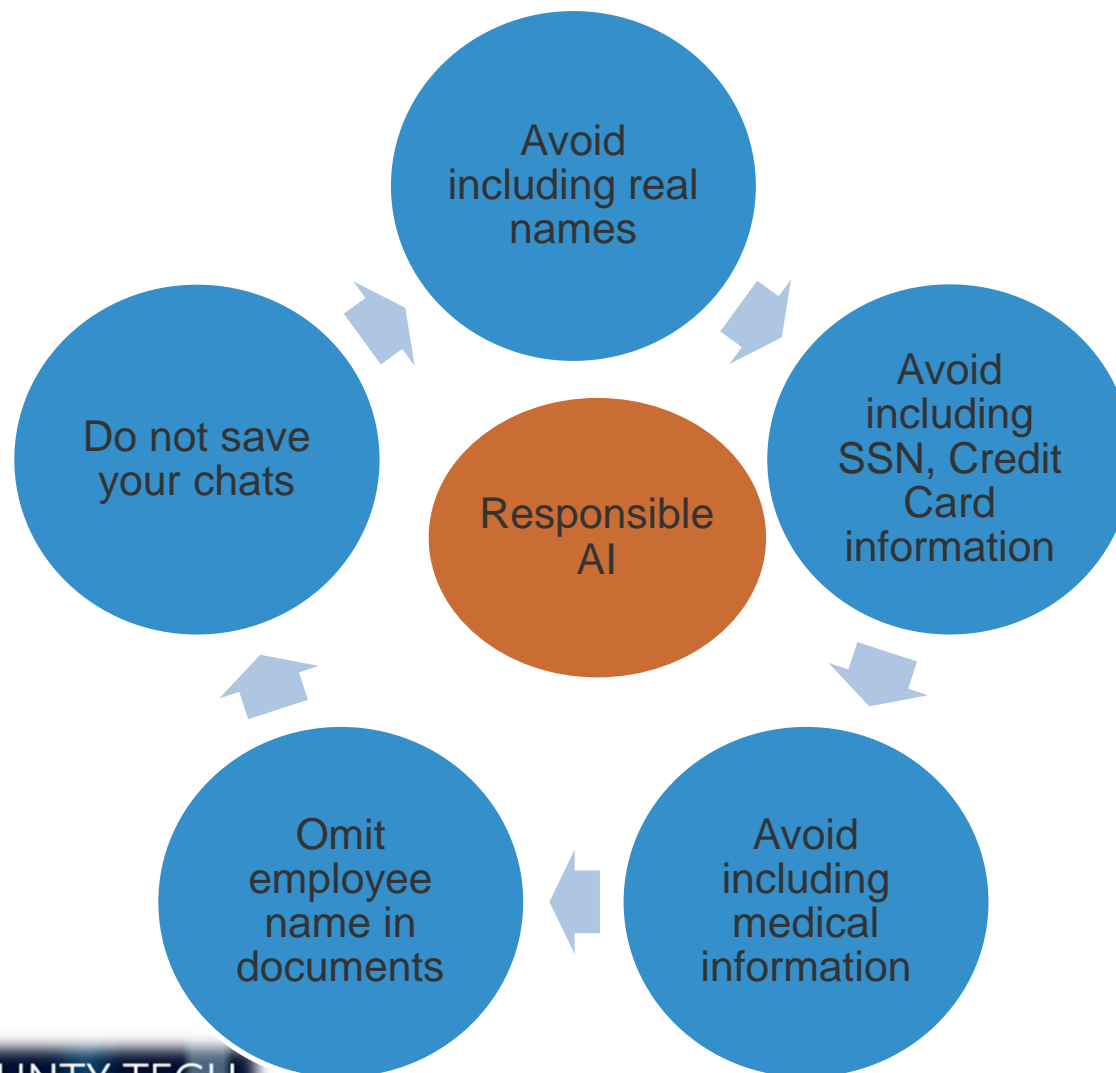 Avoid
including real
names
Avoid
including
SSN, Credit
Card
information
Avoid
including
medical
information
Omit
employee
name in
documents
Do not save
your chats
Responsible
AI